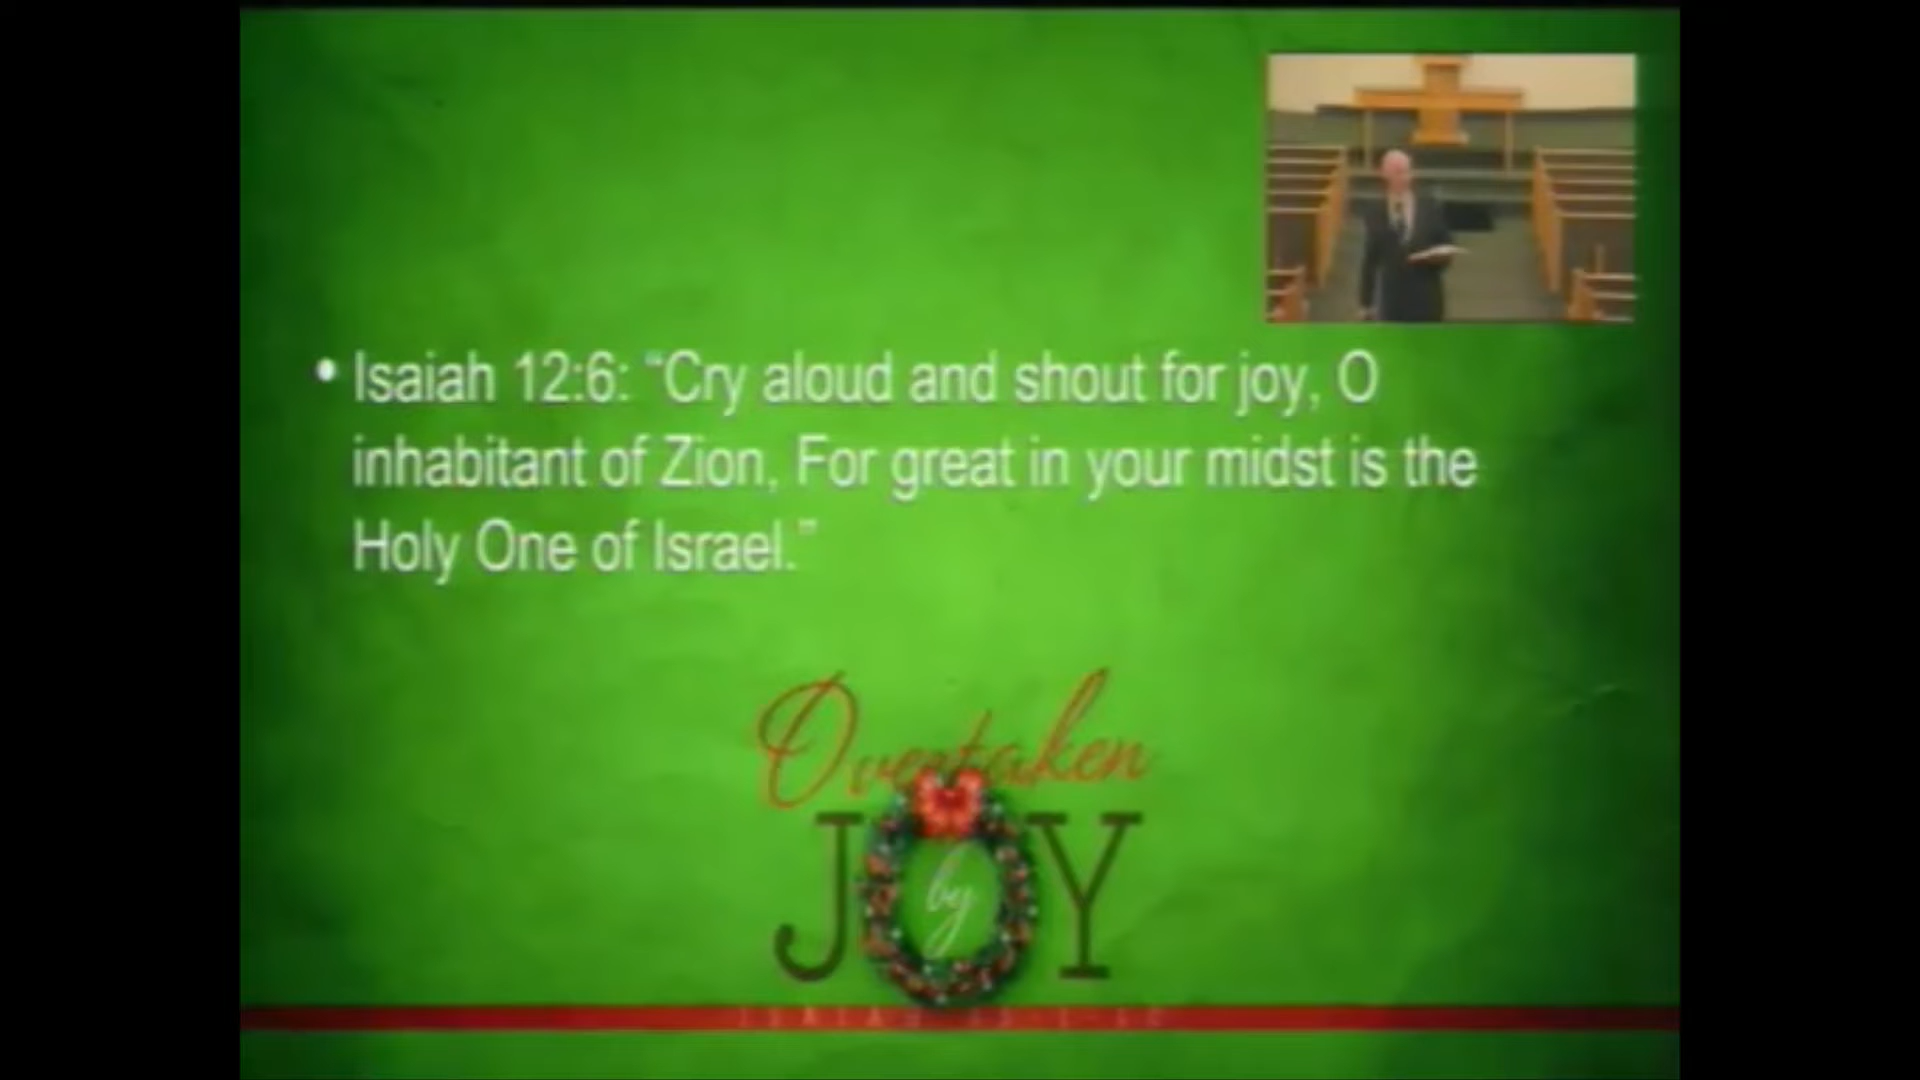 • Isaiah 12:6: “Cry aloud and shout for joy, O
inhabitant of Zion, For great in your midst is the
Holy One of Israel.”
Overtaken
by
JOY
ISAIAH